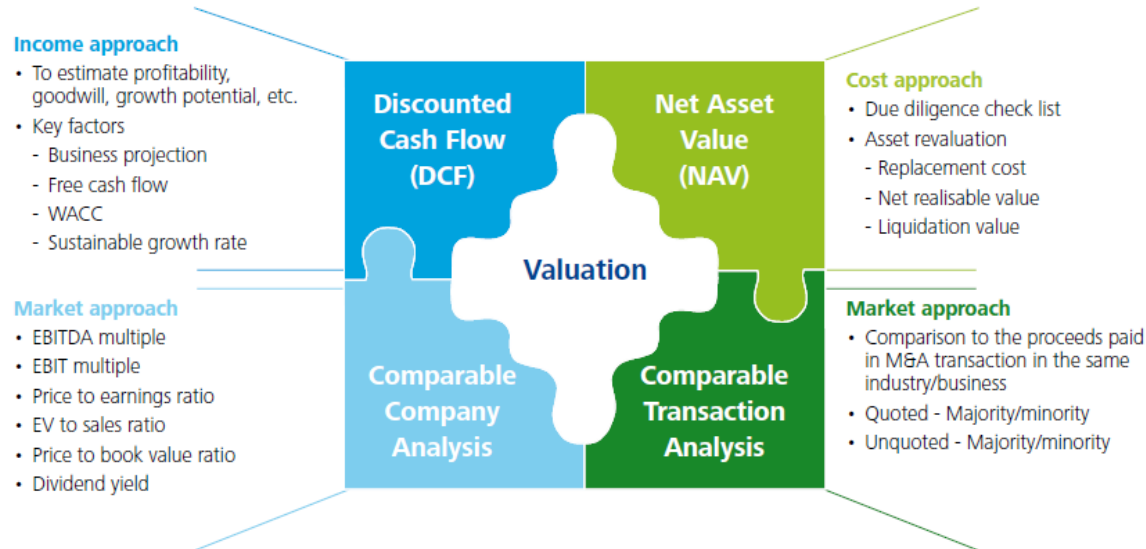 Income approach
• To estimate profitability,
goodwill, growth potential, etc.
• Key factors
- Business projection
- Free cash flow
- WACC
- Sustainable growth rate
Discounted
Cash Flow
(DCF)
Net Asset
Value
(NAV)
Cost approach
• Due diligence check list
• Asset revaluation
- Replacement cost
- Net realisable value
- Liquidation value
Valuation
Market approach
• EBITDA multiple
• EBIT multiple
• Price to earnings ratio
• EV to sales ratio
• Price to book value ratio
• Dividend yield
Comparable
Company
Analysis
Comparable
Transaction
Analysis
Market approach
• Comparison to the proceeds paid
in M&A transaction in the same
industry/business
• Quoted - Majority/minority
• Unquoted - Majority/minority